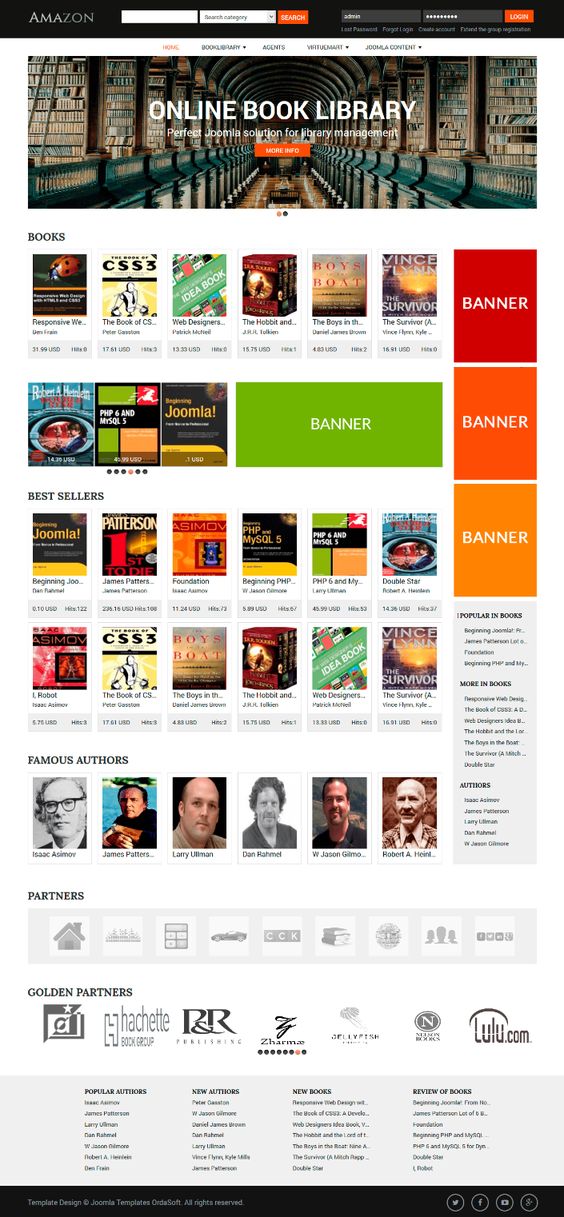 AMAZON
Search category
SEARCH
admin
LOGIN
Lost Password Forgot Login Create account Extend the group registration
HOME BOOKLIBRARY AGENTS VIRTUEMART JOOMLA CONTENT
ONLINE BOOK LIBRARY
Perfect Joomla solution for library management
MORE INFO
BOOKS
Responsive We...
Ben Frain
31.99 USD Hits:0
The Book of CS...
Peter Gasston
17.61 USD Hits:3
Web Designers...
Patrick McNeil
13.33 USD Hits:0
The Hobbit and...
J.R.R. Tolkien
15.75 USD Hits:1
The Boys in th...
Daniel James Brown
4.83 USD Hits:2
The Survivor (A...
Vince Flynn, Kyle ...
16.91 USD Hits:0
BANNER
BANNER
BANNER
14.36 USD
45.99 USD
.1 USD
BANNER
BEST SELLERS
Beginning Joo...
Dan Rahmel
0.10 USD Hits:122
James Patters...
James Patterson
236.16 USD Hits:108
Foundation
Isaac Asimov
11.24 USD Hits:73
Beginning PHP...
W Jason Gilmore
5.89 USD Hits:67
PHP 6 and My...
Larry Ullman
45.99 USD Hits:53
Double Star
Robert A. Heinlein
14.36 USD Hits:37
I, Robot
Isaac Asimov
5.75 USD Hits:3
The Book of CS...
Peter Gasston
17.61 USD Hits:3
The Boys in th...
Daniel James Brown
4.83 USD Hits:2
The Hobbit and...
J.R.R. Tolkien
15.75 USD Hits:1
Web Designers...
Patrick McNeil
13.33 USD Hits:0
The Survivor (A...
Vince Flynn, Kyle ...
16.91 USD Hits:0
POPULAR IN BOOKS
Beginning Joomla!: Fr...
James Patterson Lot o...
Foundation
Beginning PHP and My...
MORE IN BOOKS
Responsive Web Desig...
The Book of CSS3: A D...
Web Designers Idea B...
The Hobbit and the Lor...
The Boys in the Boat: ...
The Survivor (A Mitch ...
Double Star
AUTHORS
Isaac Asimov
James Patterson
Larry Ullman
Dan Rahmel
W Jason Gilmore
FAMOUS AUTHORS
Isaac Asimov
James Patters...
Larry Ullman
Dan Rahmel
W Jason Gilmo...
Robert A. Heinl...
PARTNERS
CCK
GOLDEN PARTNERS
hachette
BOOK GROUP
P&R
PUBLISHING
Zharmæ
JELLYFISH
NELSON
BOOKS
Lulu.com
POPULAR AUTHORS
Isaac Asimov
James Patterson
Larry Ullman
Dan Rahmel
W Jason Gilmore
Robert A. Heinlein
Ben Frain
NEW AUTHORS
Peter Gasston
W Jason Gilmore
Daniel James Brown
Dan Rahmel
Larry Ullman
Vince Flynn, Kyle Mills
James Patterson
NEW BOOKS
Responsive Web Design wit...
The Book of CSS3: A Develo...
Web Designers Idea Book, V...
The Hobbit and the Lord of t...
The Boys in the Boat: Nine A...
The Survivor (A Mitch Rapp ...
Double Star
REVIEW OF BOOKS
Beginning Joomla!: From No...
James Patterson Lot of 6 B...
Foundation
Beginning PHP and MySQL ...
PHP 6 and MySQL 5 for Dyn...
Double Star
I, Robot
Template Design © Joomla Templates OrdaSoft. All rights reserved.